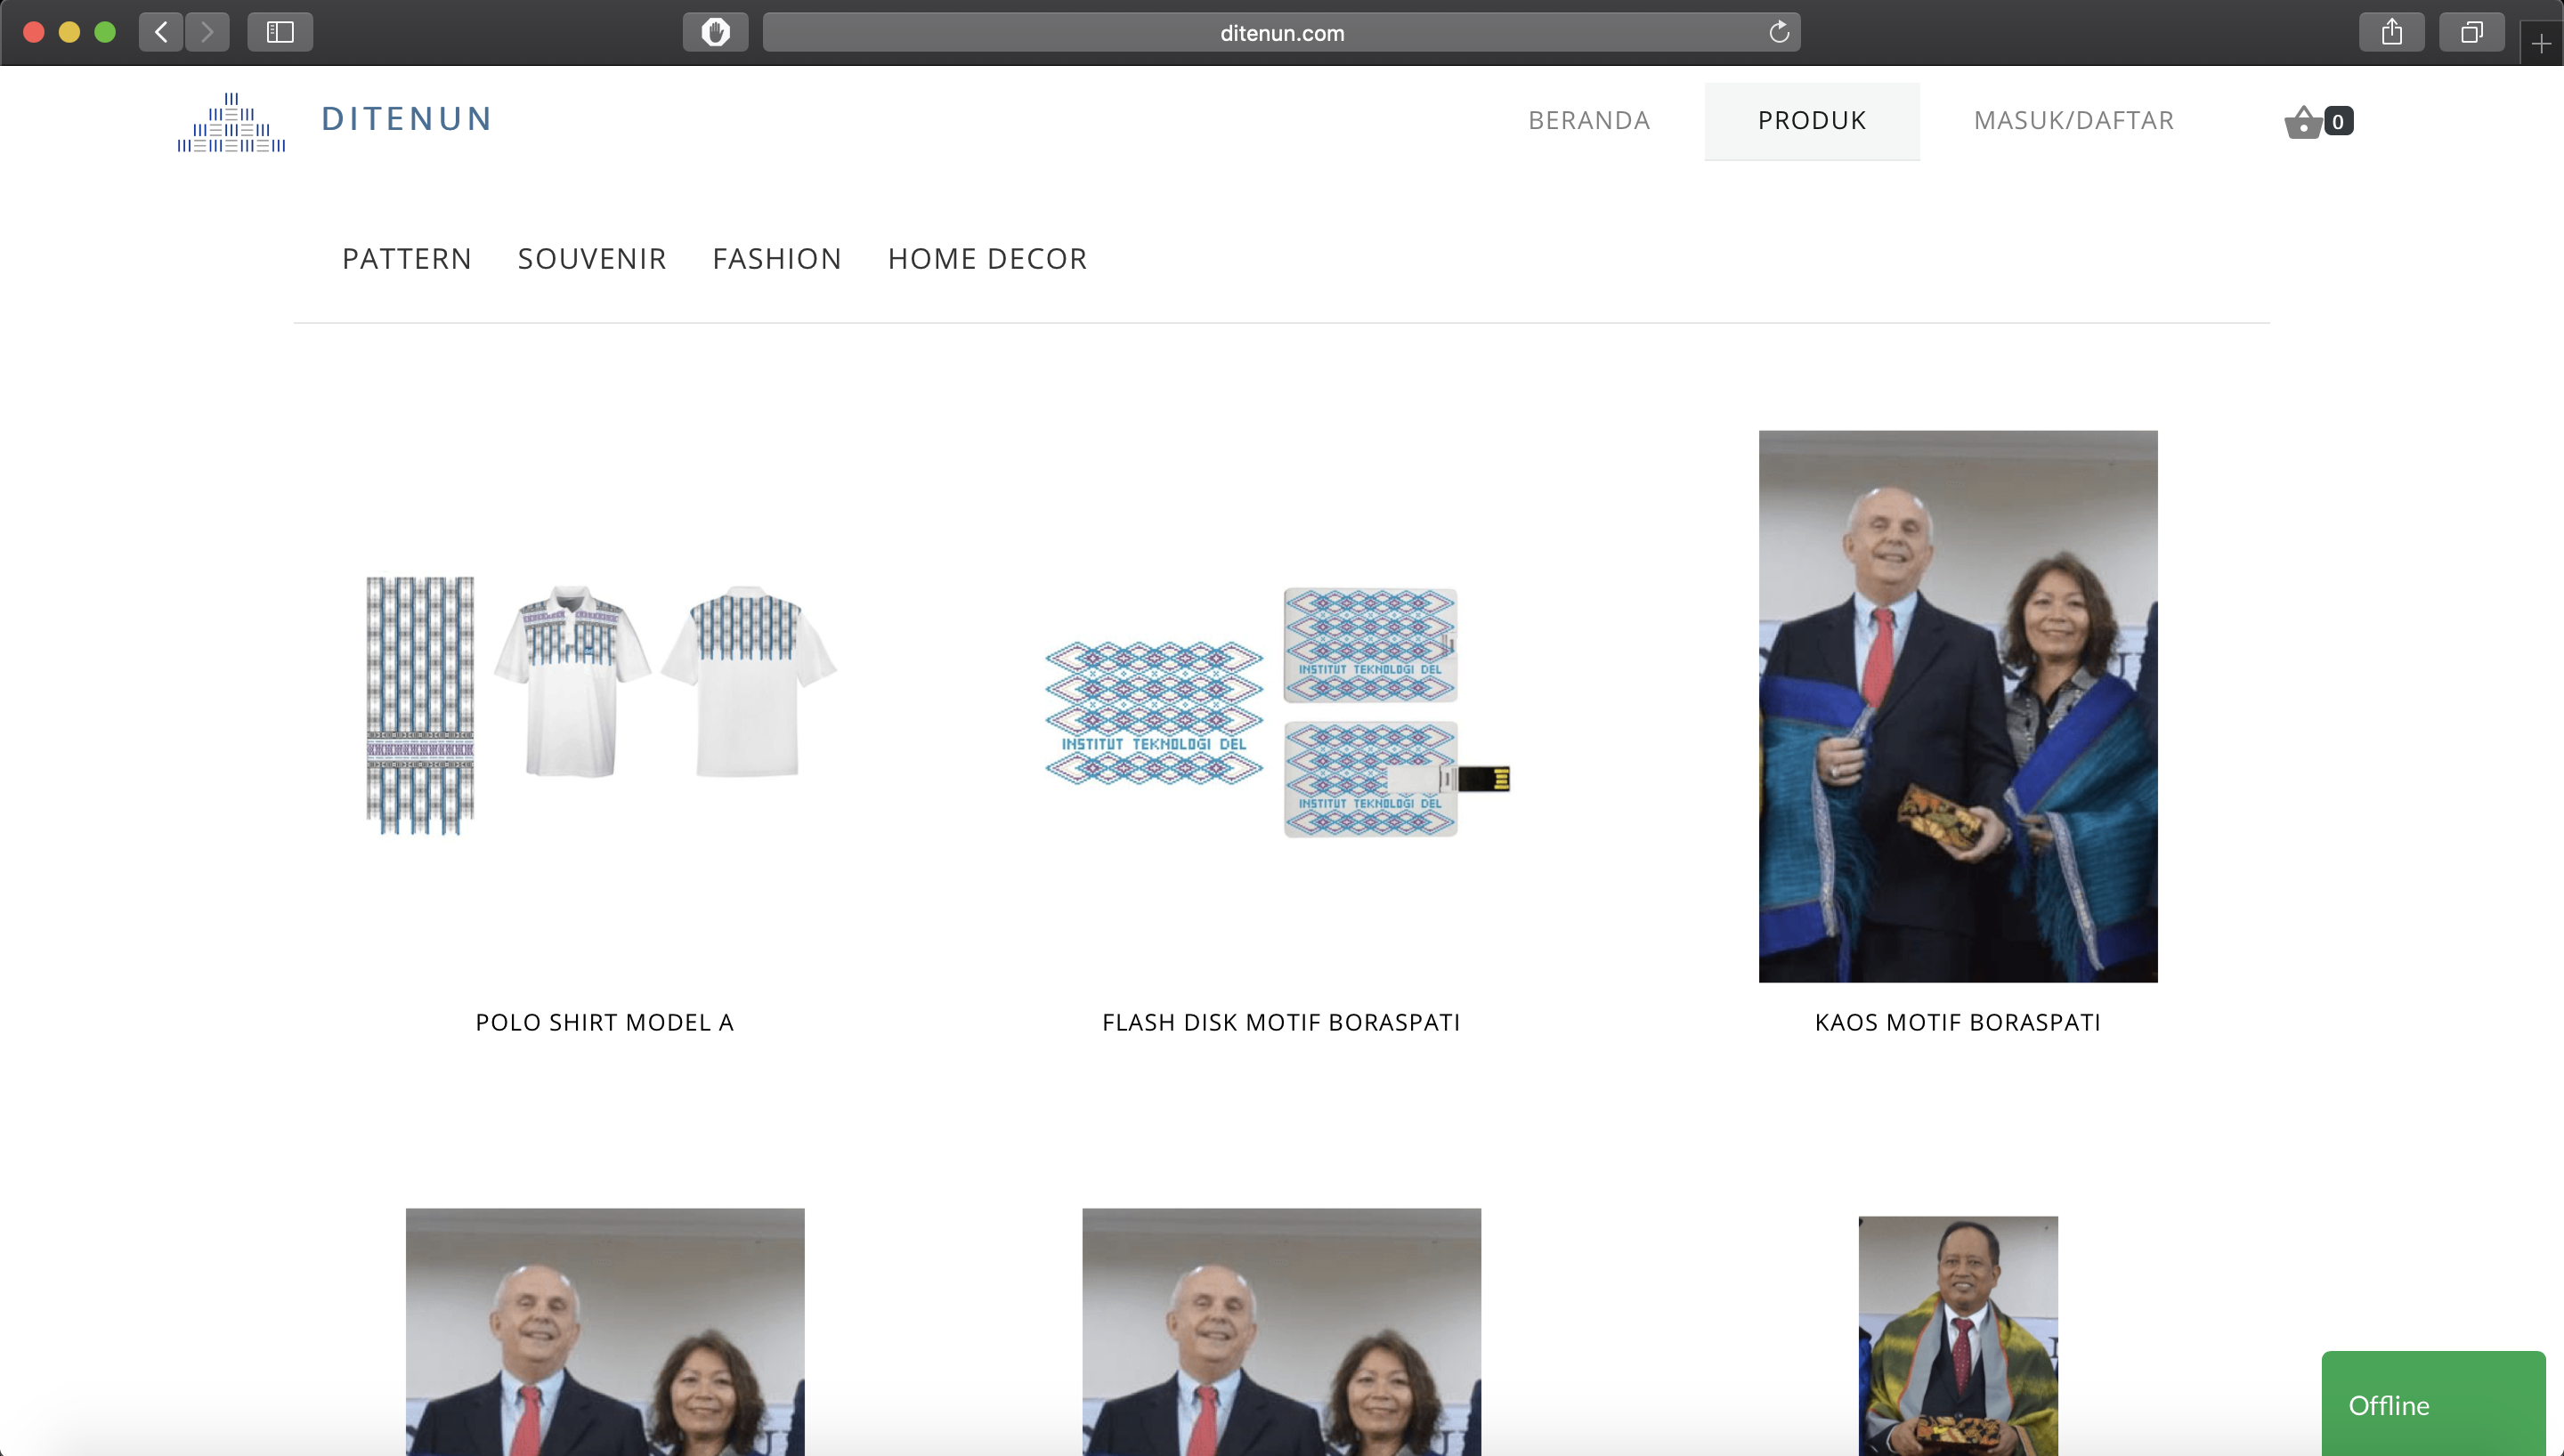 ditenun.com
DITENUN
BERANDA
PRODUK
MASUK/DAFTAR
0
PATTERN
SOUVENIR
FASHION
HOME DECOR
INSTITUT TEKNOLOGI DEL
INSTITUT TEKNOLOGI DEL
INSTITUT TEKNOLOGI DEL
POLO SHIRT MODEL A
FLASH DISK MOTIF BORASPATI
KAOS MOTIF BORASPATI
Offline